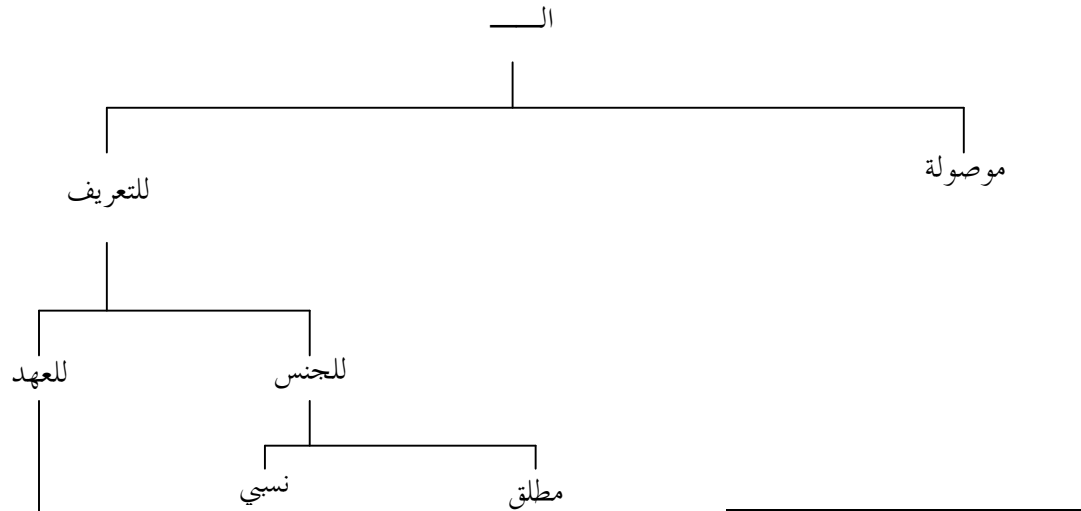 الـــــ
موصولة
للتعريف
للجنس
للعهد
مطلق
نسبي